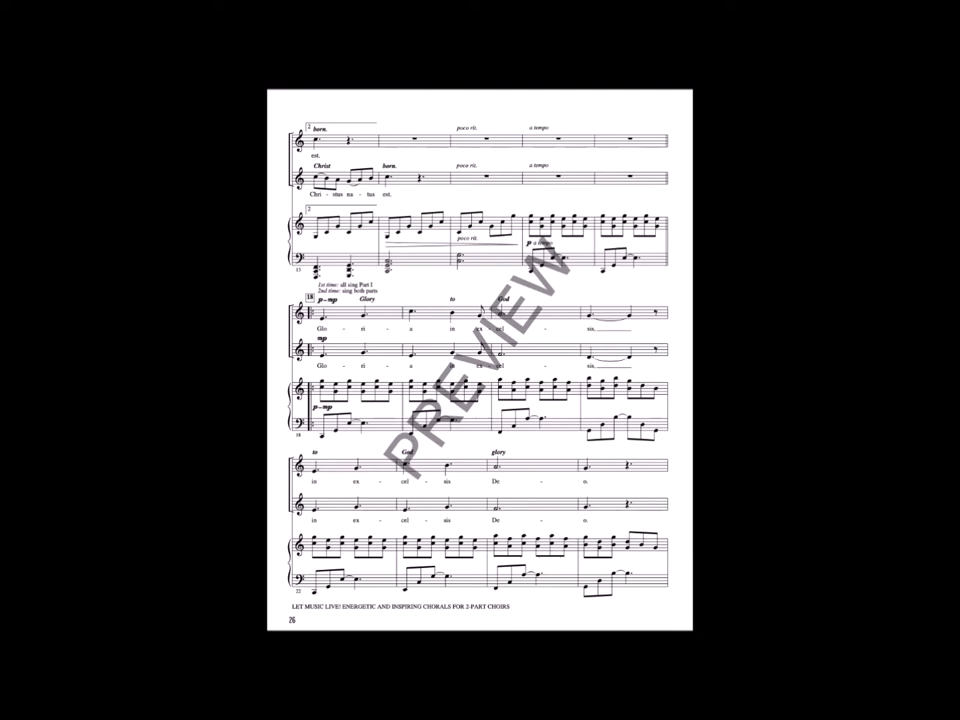 2 born. poco rit. a tempo
est.
Christ born. poco rit. a tempo
Chri - stus na - tus est.
2
poco rit. p a tempo
13
1st time: all sing Part I
2nd time: sing both parts
18 p–mp Glory to God
Glo - ri - a in ex - cel - sis,
mp
Glo - ri - a in ex - cel - sis,
p–mp
18
to God glory
in ex - cel - sis De - o.
in ex - cel - sis De - o.
22
LET MUSIC LIVE! ENERGETIC AND INSPIRING CHORALS FOR 2-PART CHOIRS
26
PREVIEW